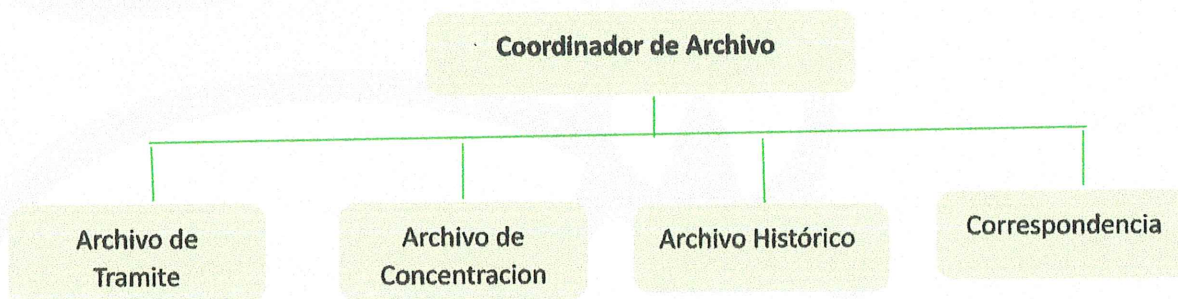 Coordinador de Archivo
Archivo de
Tramite
Archivo de
Concentracion
Archivo Histórico
Correspondencia